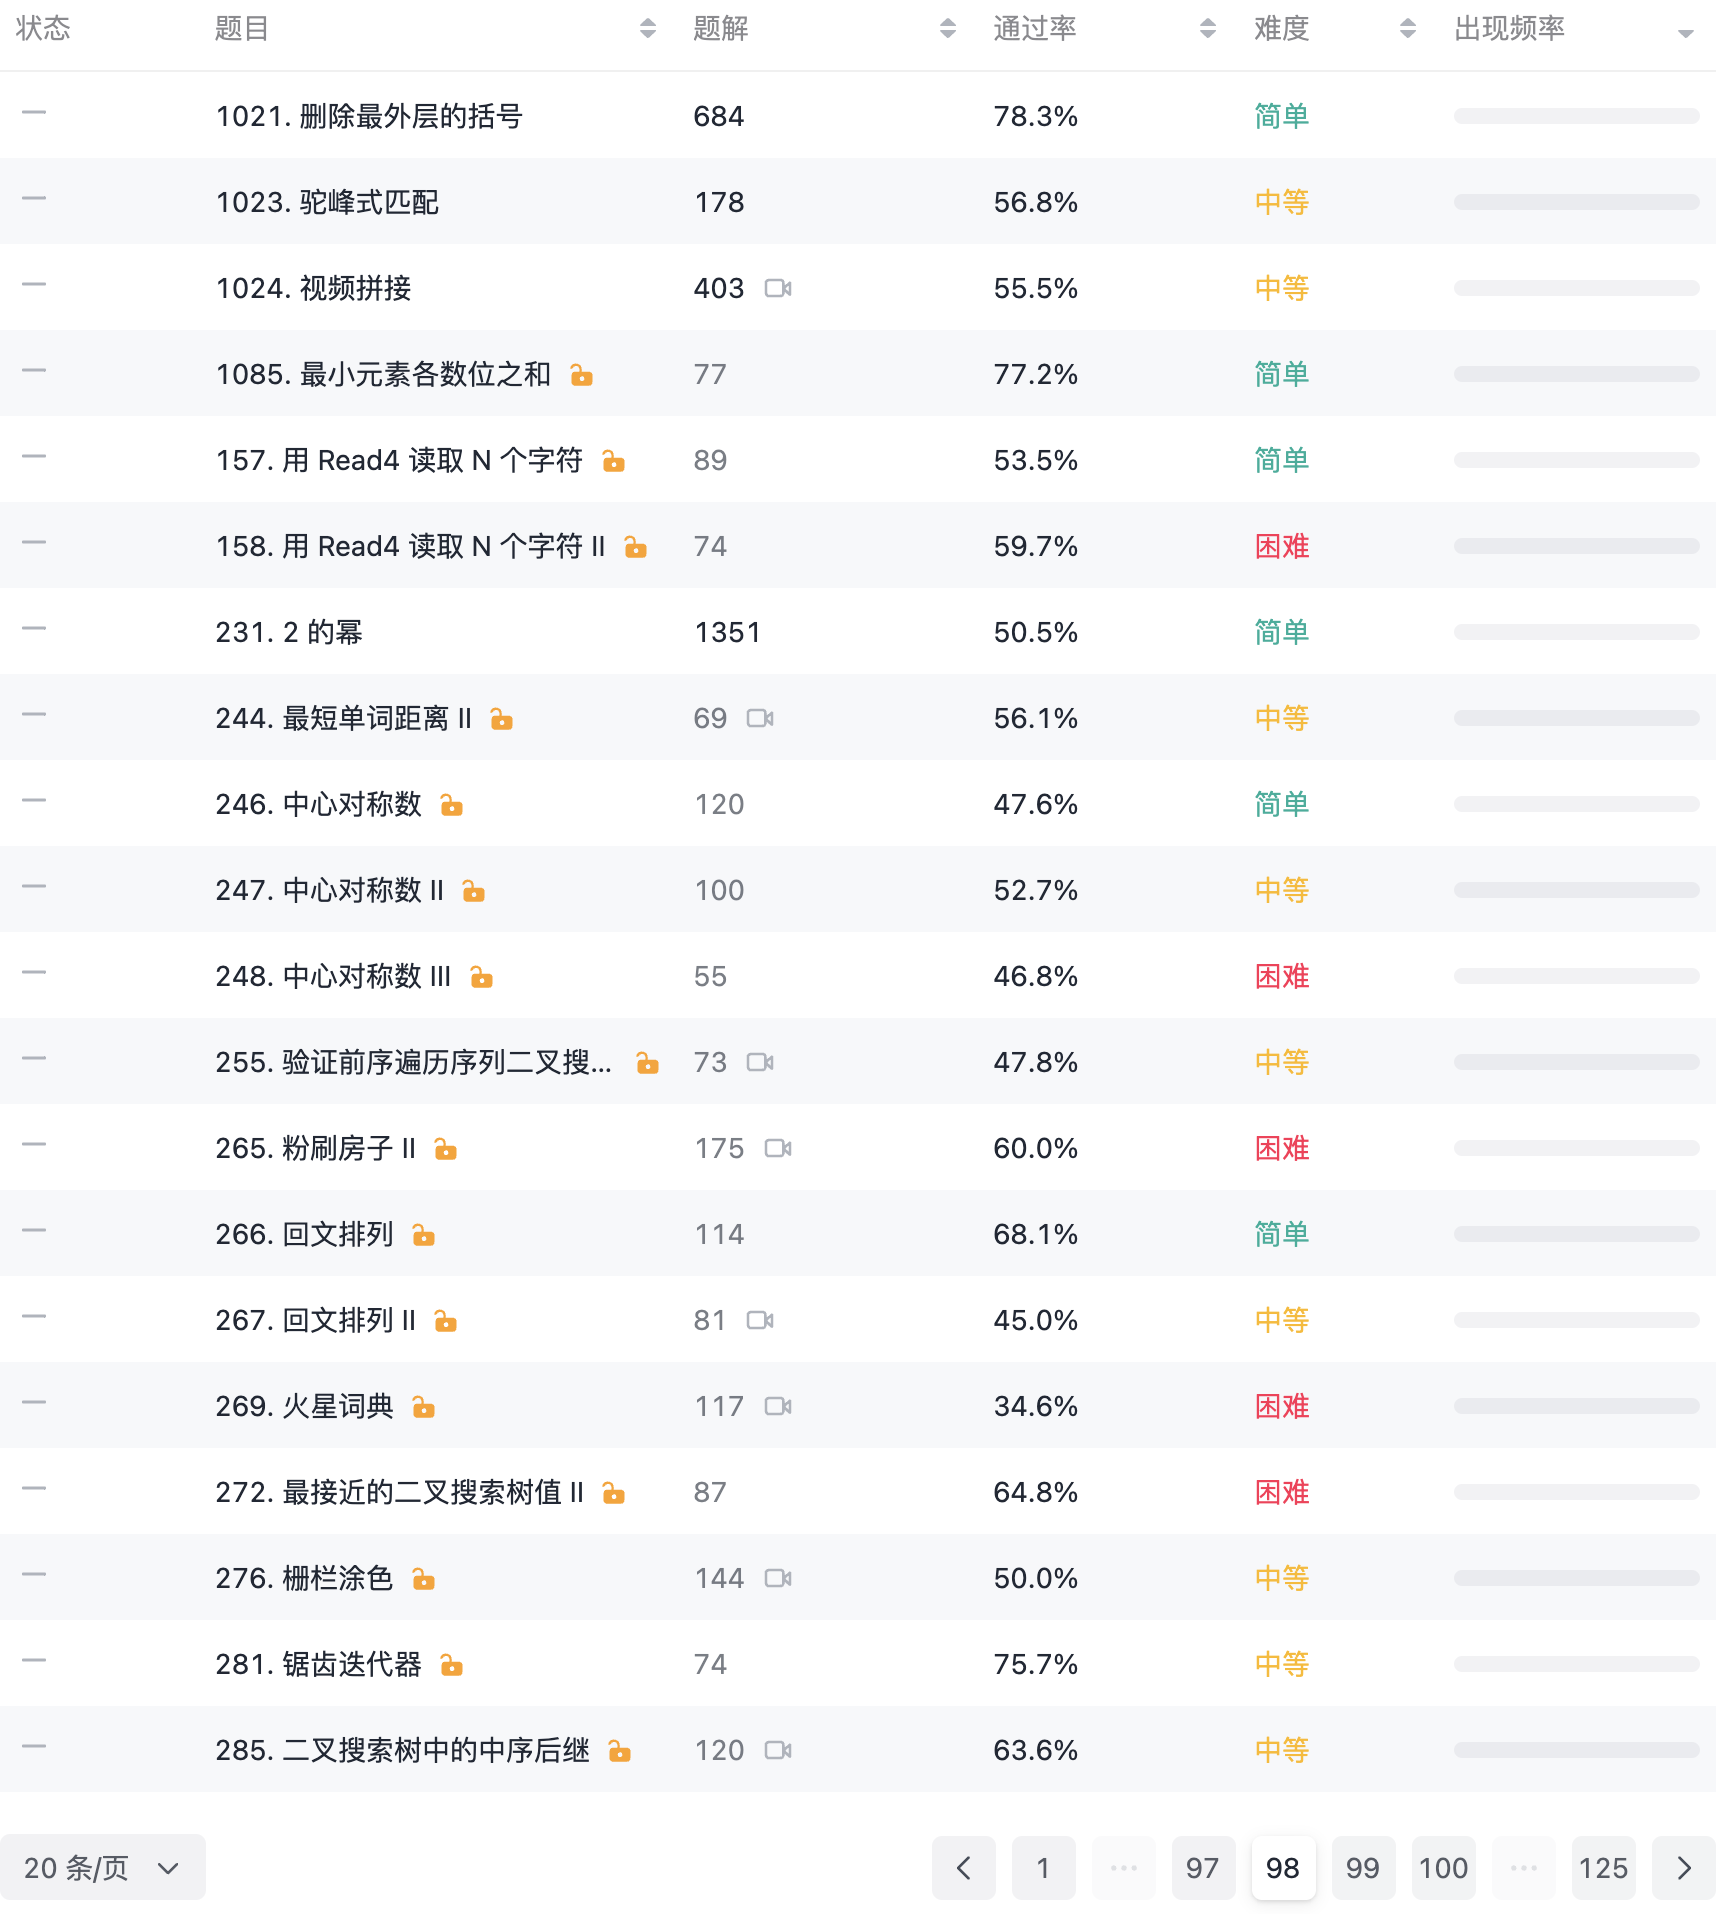 状态 题目 题解 通过率 难度 出现频率
1021. 删除最外层的括号 684 78.3% 简单
1023. 驼峰式匹配 178 56.8% 中等
1024. 视频拼接 403 55.5% 中等
1085. 最小元素各数位之和 77 77.2% 简单
157. 用 Read4 读取 N 个字符 89 53.5% 简单
158. 用 Read4 读取 N 个字符 II 74 59.7% 困难
231. 2 的幂 1351 50.5% 简单
244. 最短单词距离 II 69 56.1% 中等
246. 中心对称数 120 47.6% 简单
247. 中心对称数 II 100 52.7% 中等
248. 中心对称数 III 55 46.8% 困难
255. 验证前序遍历序列二叉搜... 73 47.8% 中等
265. 粉刷房子 II 175 60.0% 困难
266. 回文排列 114 68.1% 简单
267. 回文排列 II 81 45.0% 中等
269. 火星词典 117 34.6% 困难
272. 最接近的二叉搜索树值 II 87 64.8% 困难
276. 栅栏涂色 144 50.0% 中等
281. 锯齿迭代器 74 75.7% 中等
285. 二叉搜索树中的中序后继 120 63.6% 中等
20 条/页 1 ... 97 98 99 100 ... 125